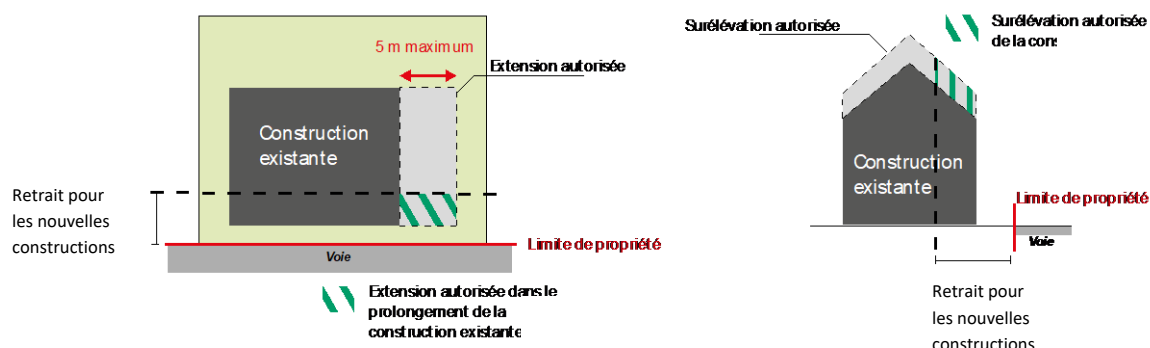 5 m maximum
Extension autorisée
Construction
existante
Retrait pour
les nouvelles
constructions
Limite de propriété
Voie
Extension autorisée dans le
prolongement de la
construction existante
Surélévation autorisée
Surélévation autorisée
de la cons
Construction
existante
Limite de propriété
Voie
Retrait pour
les nouvelles
constructions